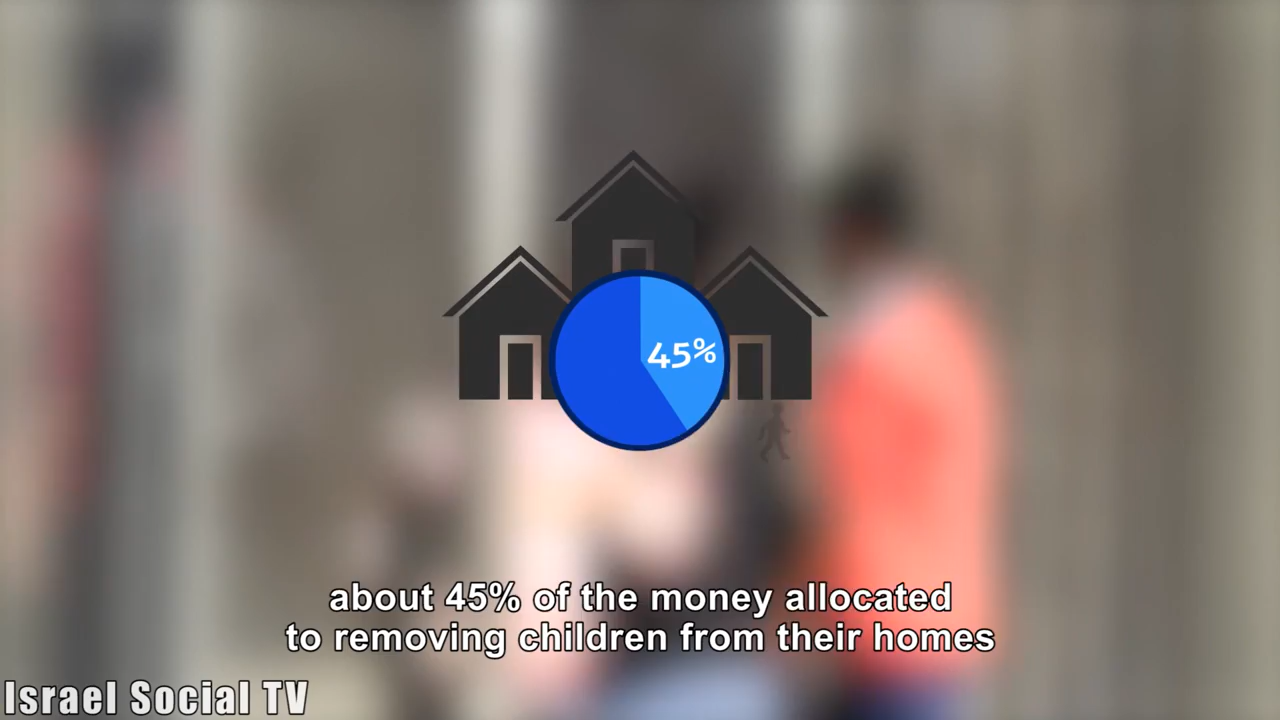 45%
about 45% of the money allocated
to removing children from their homes
Israel Social TV